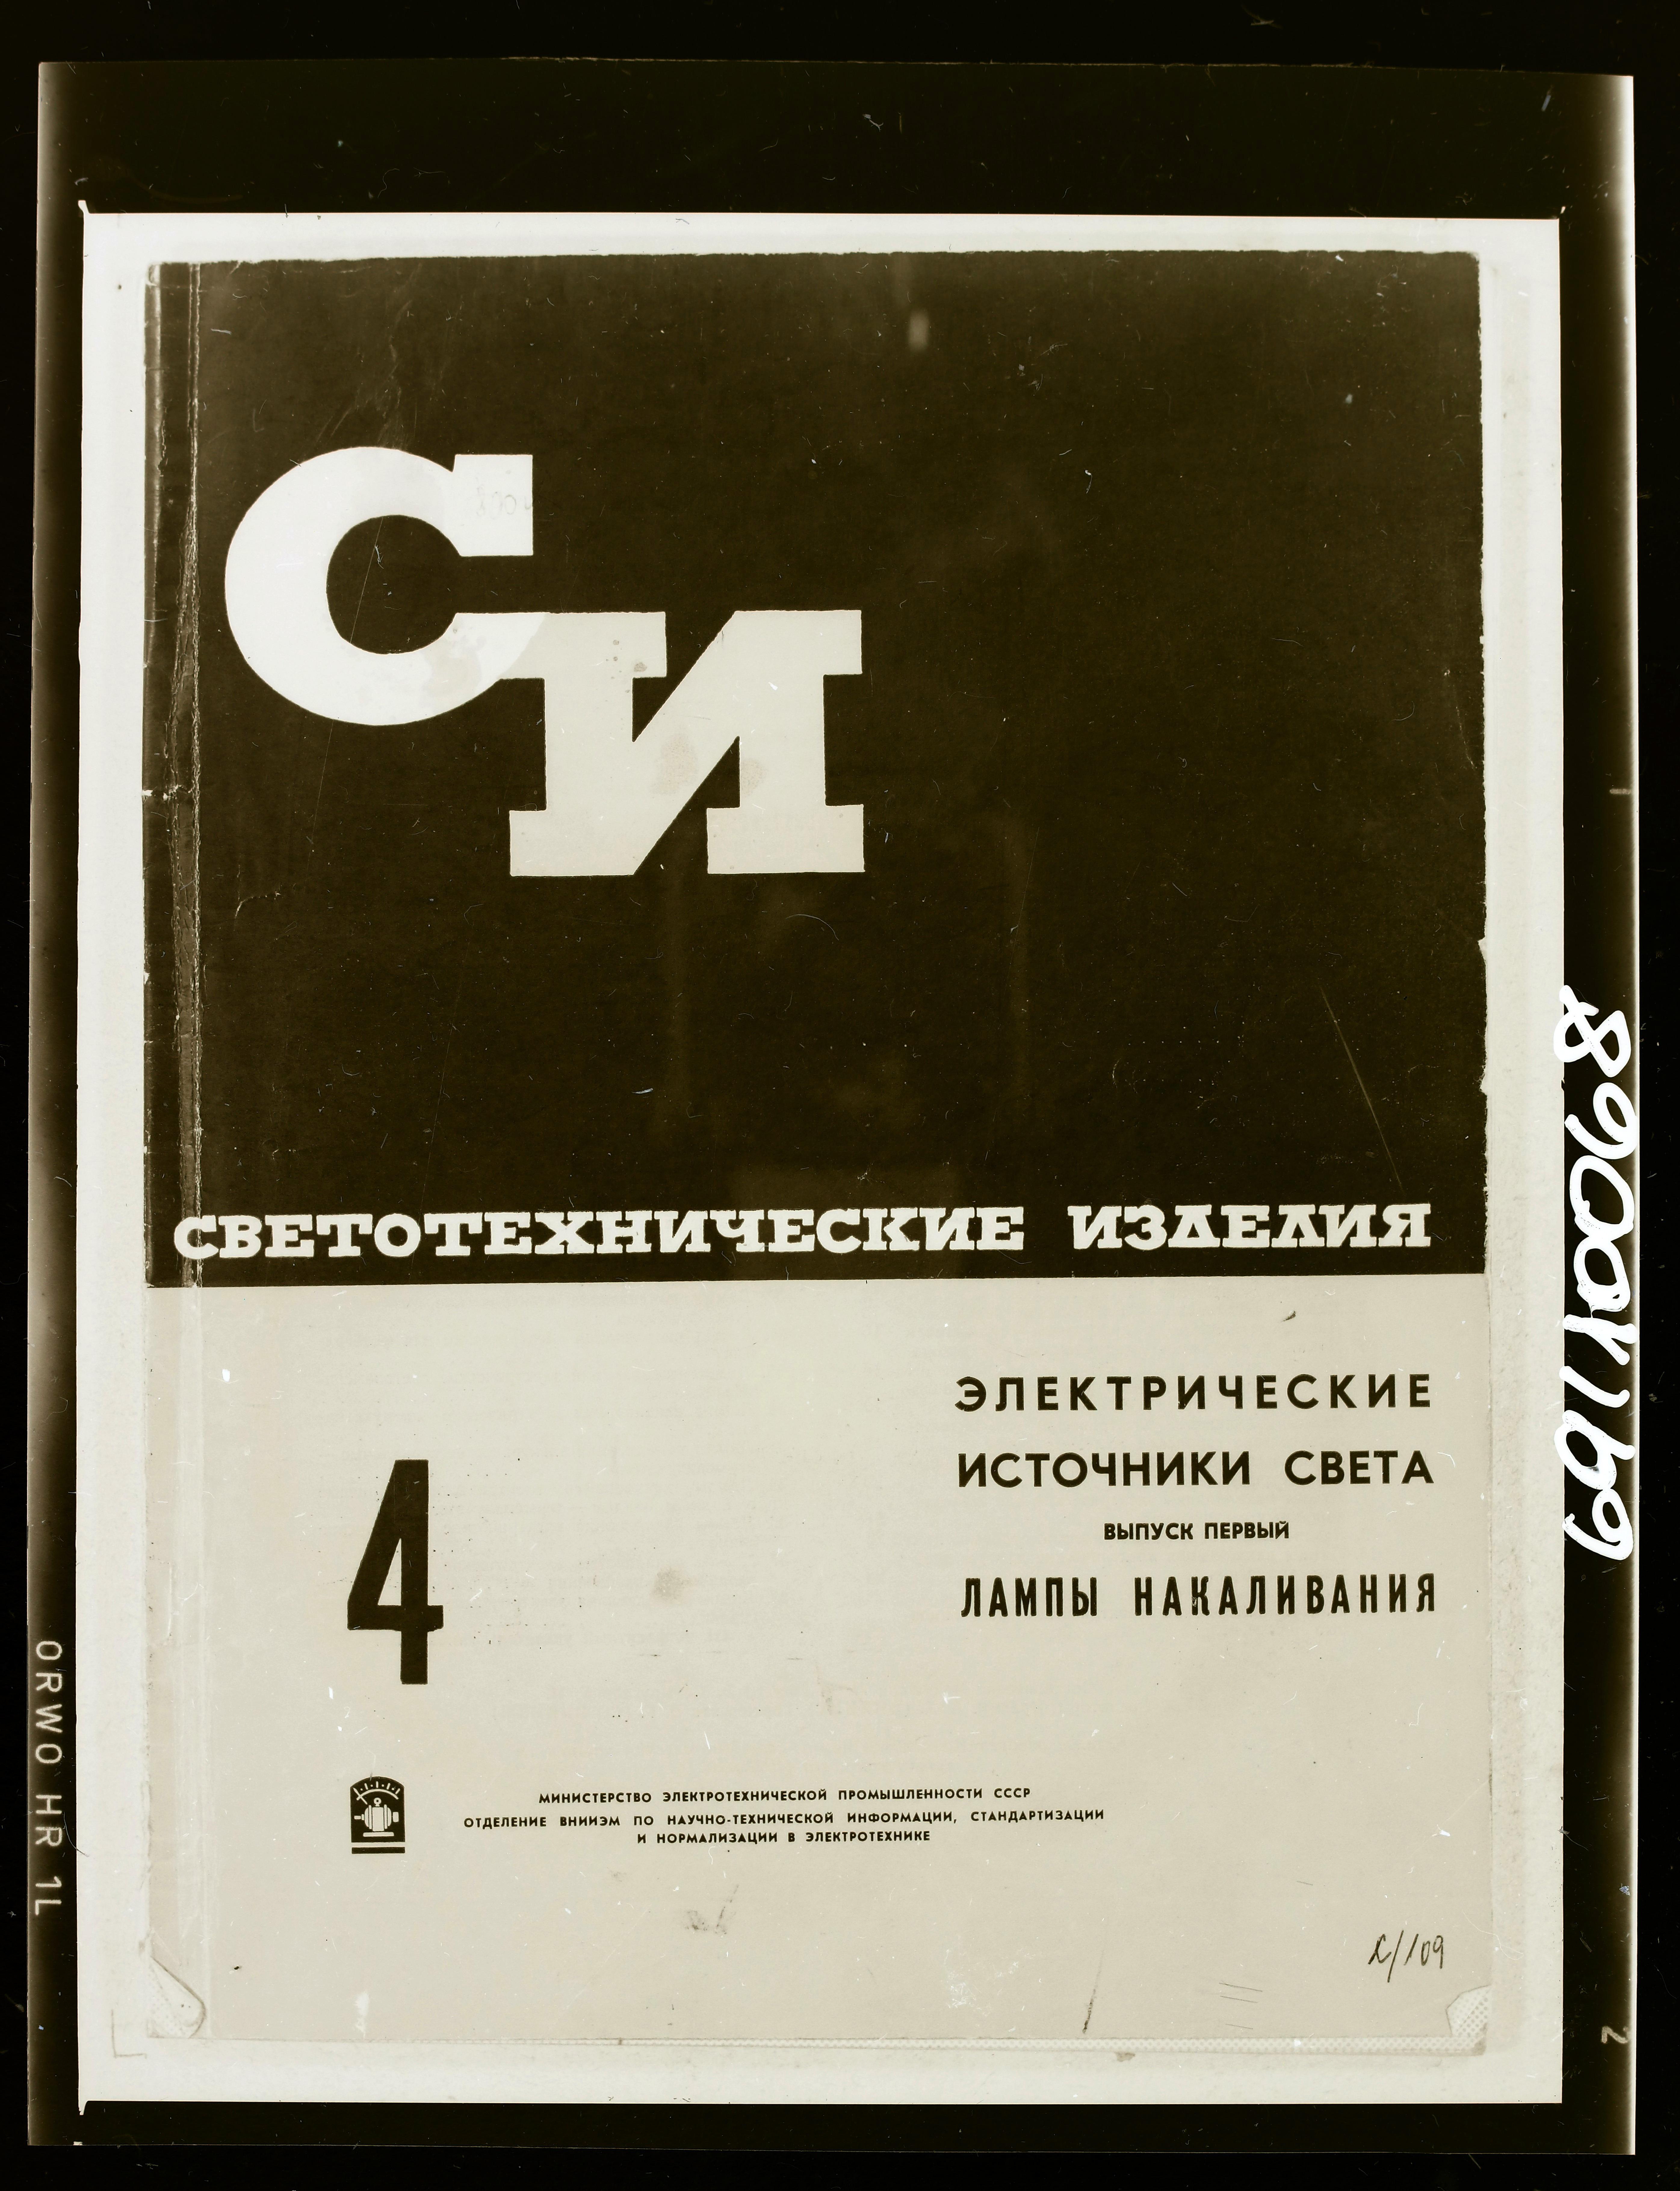 СИ
СВЕТОТЕХНИЧЕСКИЕ ИЗДЕЛИЯ
ЭЛЕКТРИЧЕСКИЕ
ИСТОЧНИКИ СВЕТА
ВЫПУСК ПЕРВЫЙ
ЛАМПЫ НАКАЛИВАНИЯ
4
МИНИСТЕРСТВО ЭЛЕКТРОТЕХНИЧЕСКОЙ ПРОМЫШЛЕННОСТИ СССР
ОТДЕЛЕНИЕ ВНИИЭМ ПО НАУЧНО-ТЕХНИЧЕСКОЙ ИНФОРМАЦИИ, СТАНДАРТИЗАЦИИ
И НОРМАЛИЗАЦИИ В ЭЛЕКТРОТЕХНИКЕ
ORWO HR 1L
2